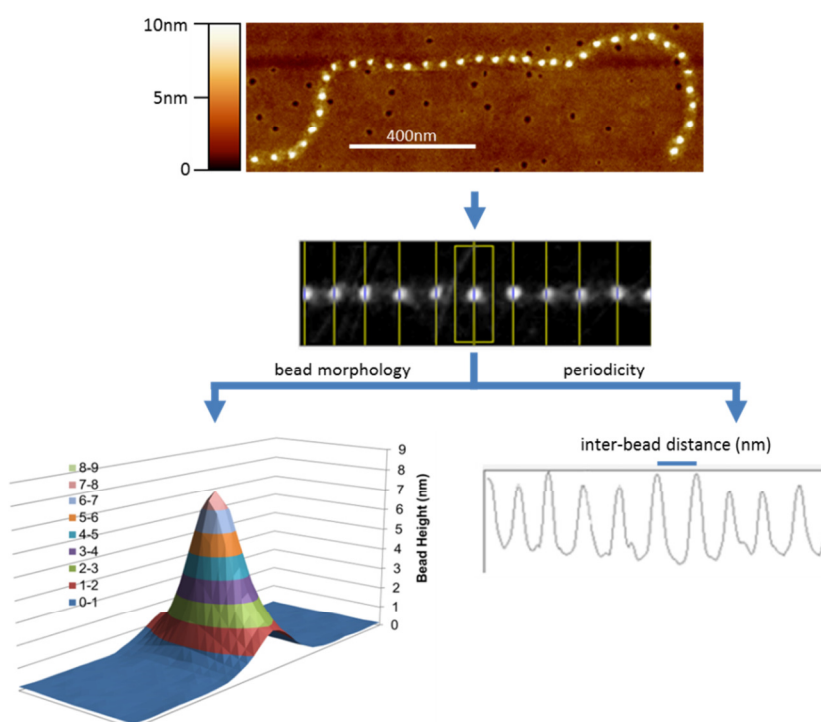 10nm
5nm
0
400nm
bead morphology
periodicity
inter-bead distance (nm)
8-9
7-8
6-7
5-6
4-5
3-4
2-3
1-2
0-1
9
8
7
6
5
4
3
2
1
0
Bead Height (nm)